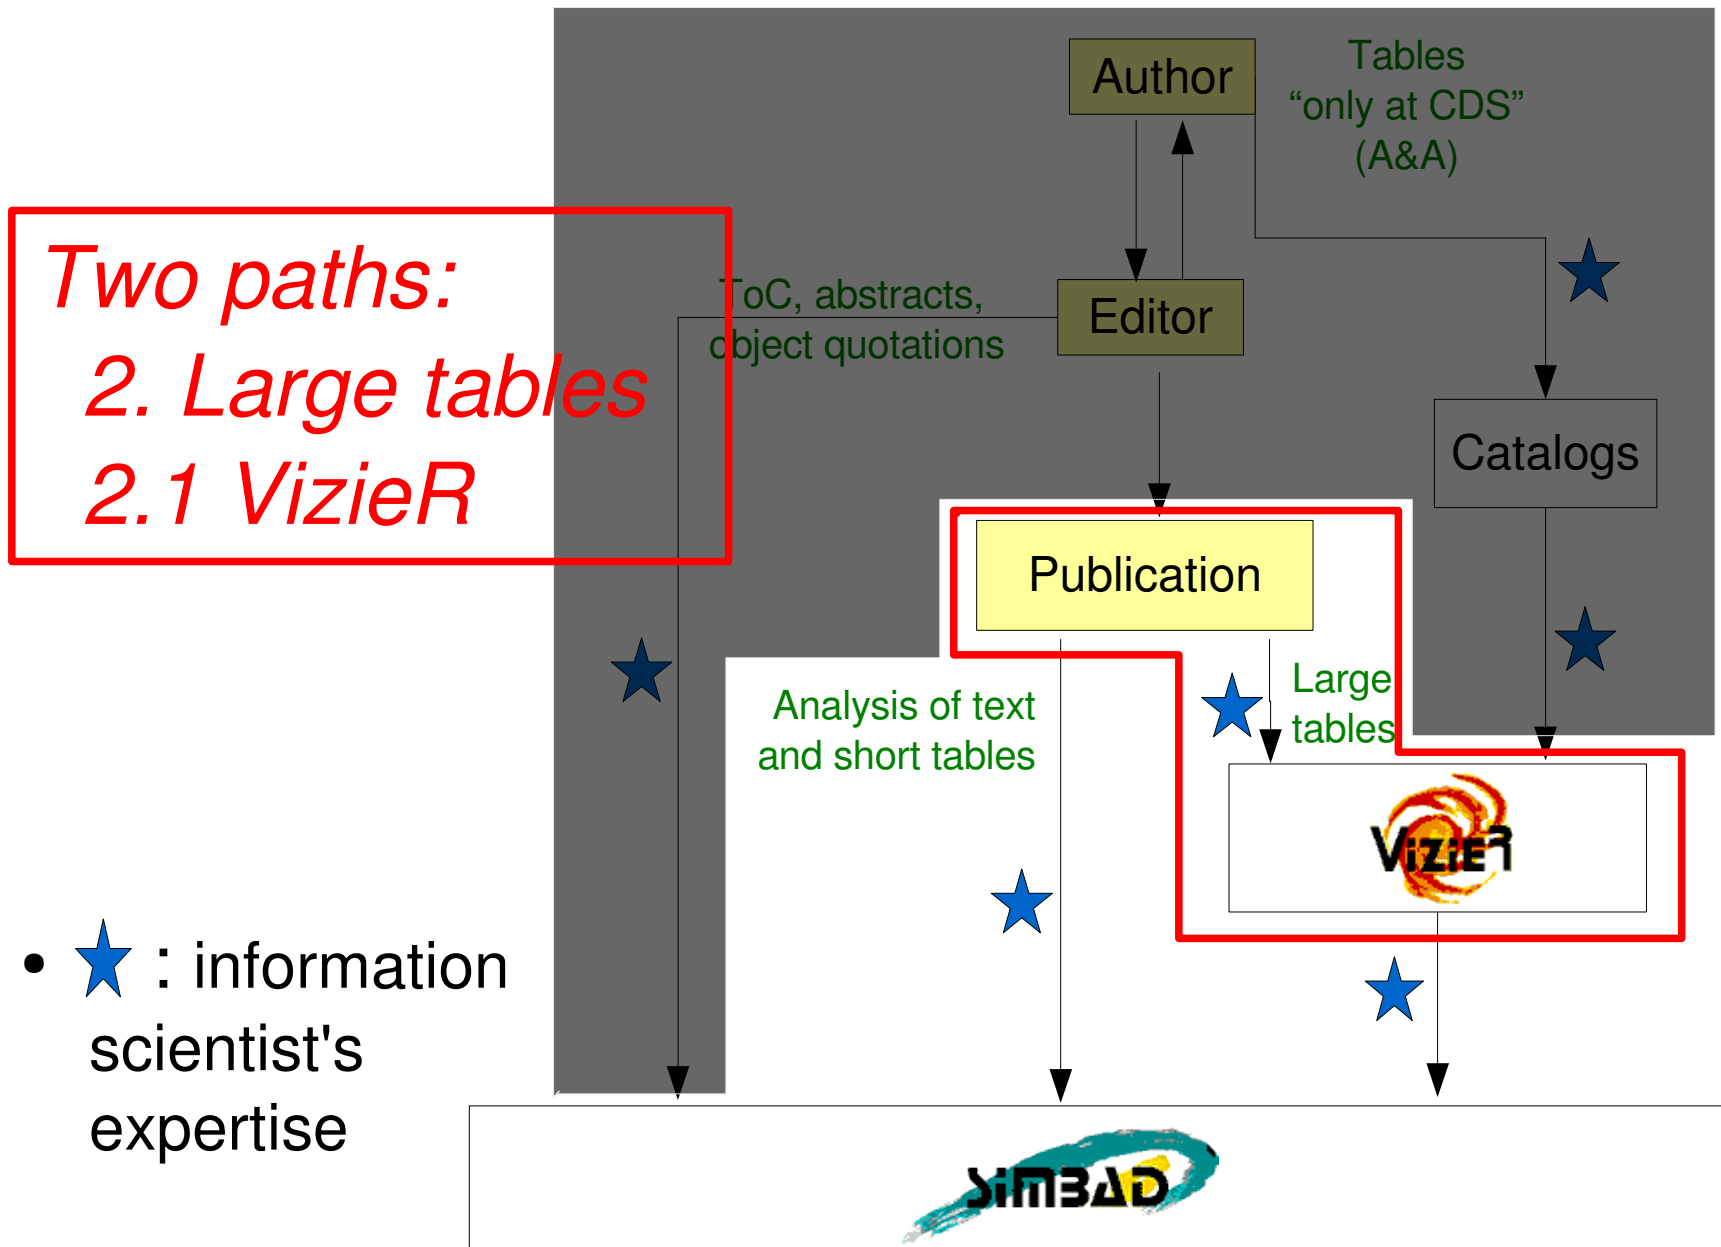 Author
Tables
“only at CDS”
(A&A)
Two paths:
2. Large tables
2.1 VizieR
ToC, abstracts,
object quotations
Editor
Catalogs
Publication
Analysis of text
and short tables
Large
tables
VizieR
• : information
scientist's
expertise
SIMBAD